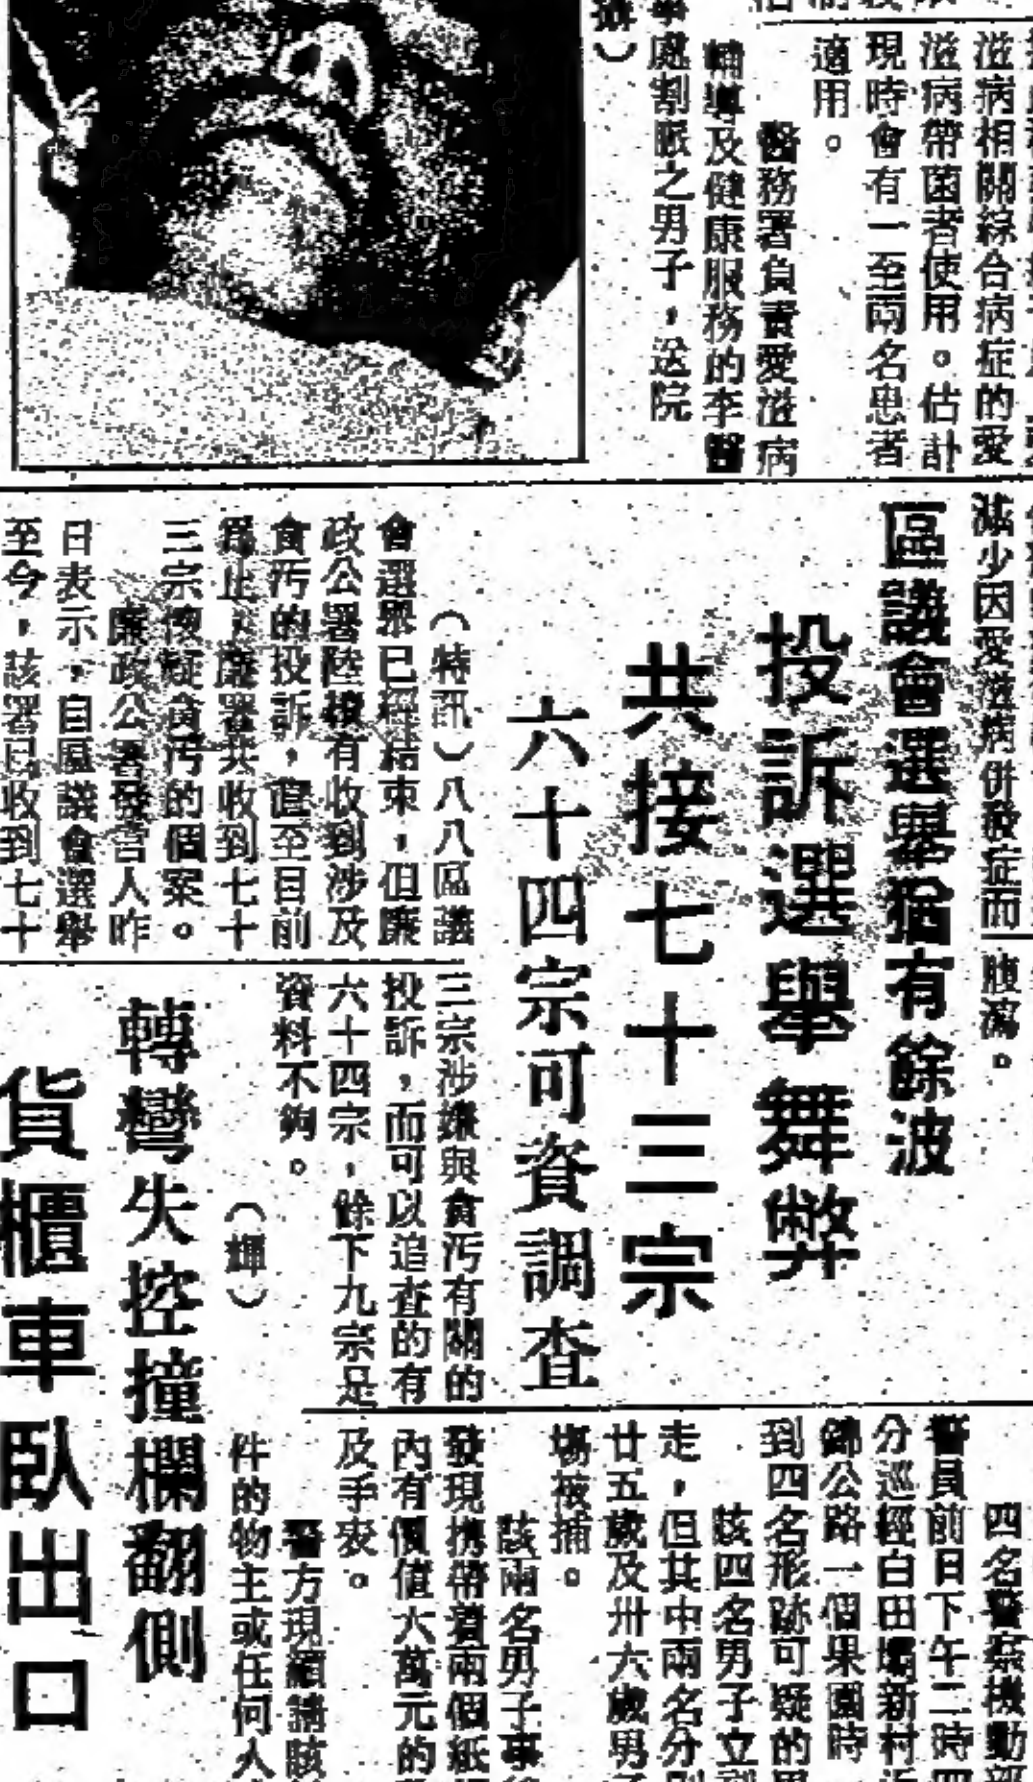 滋病相關綜合病症的愛
滋病帶菌者使用。估計
現時會有一至兩名患者
適用。
醫務署負責愛滋病
輔導及健康服務的李醫
處割脈之男子，送院
減少因愛滋病併發症而
腹瀉。
區議會選舉猶有餘波
投訴選舉舞弊
共接七十三宗
六十四宗可資調查
（特訊）八八區議
會選舉已經結束，但廉
政公署陸續有收到涉及
貪污的投訴，直至目前
爲止，廉署共收到七十
三宗懷疑貪污的個案。
廉政公署發言人昨
日表示，自區議會選舉
至今，該署已收到七十
三宗涉嫌與貪污有關的
投訴，而可以追查的有
六十四宗，餘下九宗是
資料不夠。
（輝）
轉彎失控撞欄翻側
貨櫃車臥出口
四名警察機動部
警員前日下午二時四
分巡經白田壩新村近
錦公路一個果園時
到四名形跡可疑的男
該四名男子立刻
走，但其中兩名分別
廿五歲及卅六歲男子
場被捕。
該兩名男子事後
發現携帶着兩個紙
內有價值六萬元的
及手表。
警方現籲請該
件的物主或任何人